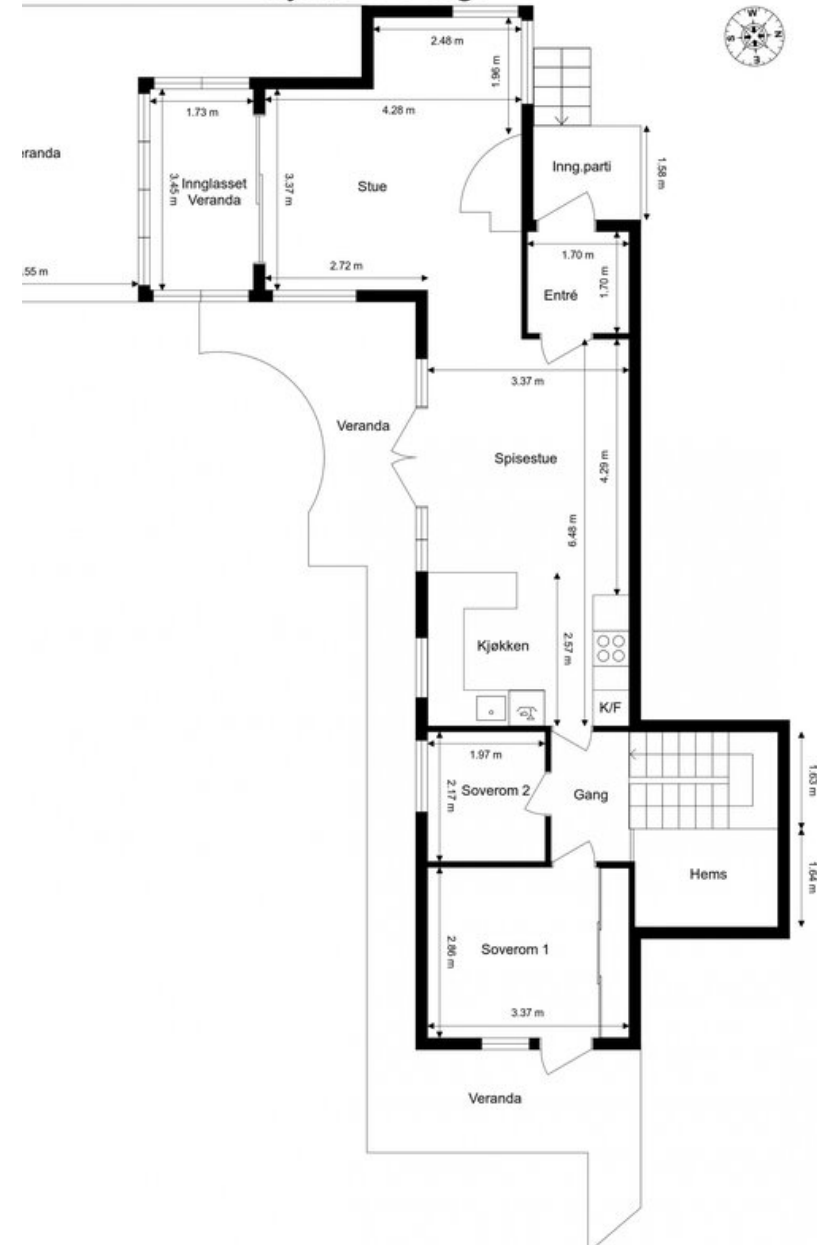 W
S
N
E
2.48 m
1.96 m
1.73 m
4.28 m
eranda
Inng.parti
1.58 m
3.45 m
Innglasset
Veranda
3.37 m
Stue
1.70 m
2.72 m
.55 m
Entré
1.70 m
3.37 m
Veranda
Spisestue
4.29 m
6.48 m
Kjøkken
2.57 m
K/F
1.97 m
2.17 m
Soverom 2
Gang
1.63 m
Hems
1.64 m
2.86 m
Soverom 1
3.37 m
Veranda